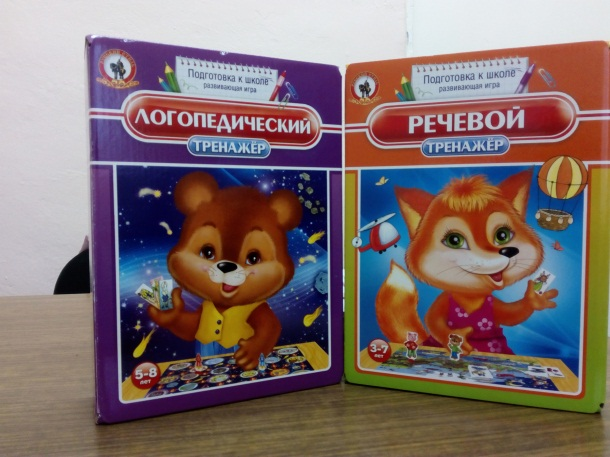 Подготовка к школе
развивающая игра
ЛОГОПЕДИЧЕСКИЙ
ТРЕНАЖЁР
5-8
лет
Подготовка к школе
развивающая игра
РЕЧЕВОЙ
ТРЕНАЖЁР
3-7
лет